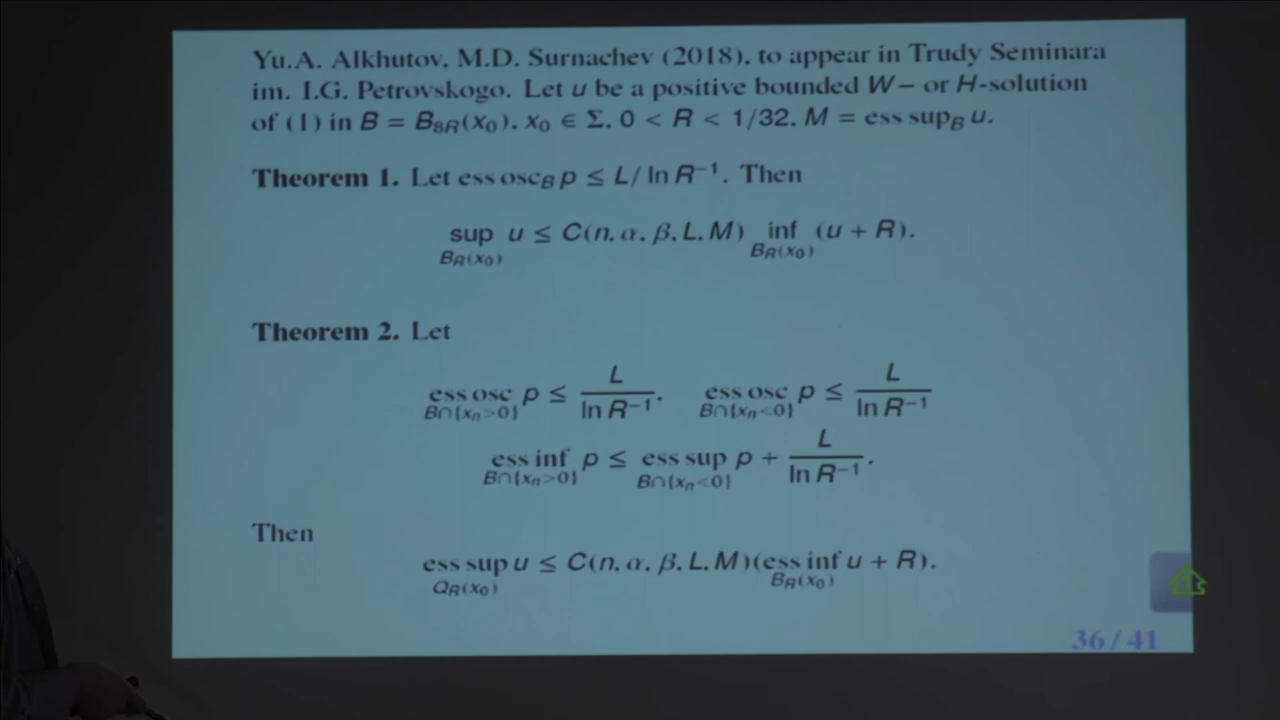 Yu.A. Alkhutov, M.D. Surnachev (2018), to appear in Trudy Seminara
im. I.G. Petrovskogo. Let u be a positive bounded W− or H-solution
of (1) in B = B_{8R}(x_0), x_0 ∈ Σ, 0 < R < 1/32, M = ess sup_B u.
Theorem 1. Let ess osc_B p ≤ L/ ln R^{−1}. Then
sup_{B_R(x_0)} u ≤ C(n, α, β, L, M) inf_{B_R(x_0)} (u + R).
Theorem 2. Let
ess osc_{B∩{x_n>0}} p ≤ L / ln R^{−1}, ess osc_{B∩{x_n<0}} p ≤ L / ln R^{−1}
ess inf_{B∩{x_n>0}} p ≤ ess sup_{B∩{x_n<0}} p + L / ln R^{−1}.
Then
ess sup_{Q_R(x_0)} u ≤ C(n, α, β, L, M)(ess inf_{B_R(x_0)} u + R).
36 / 41